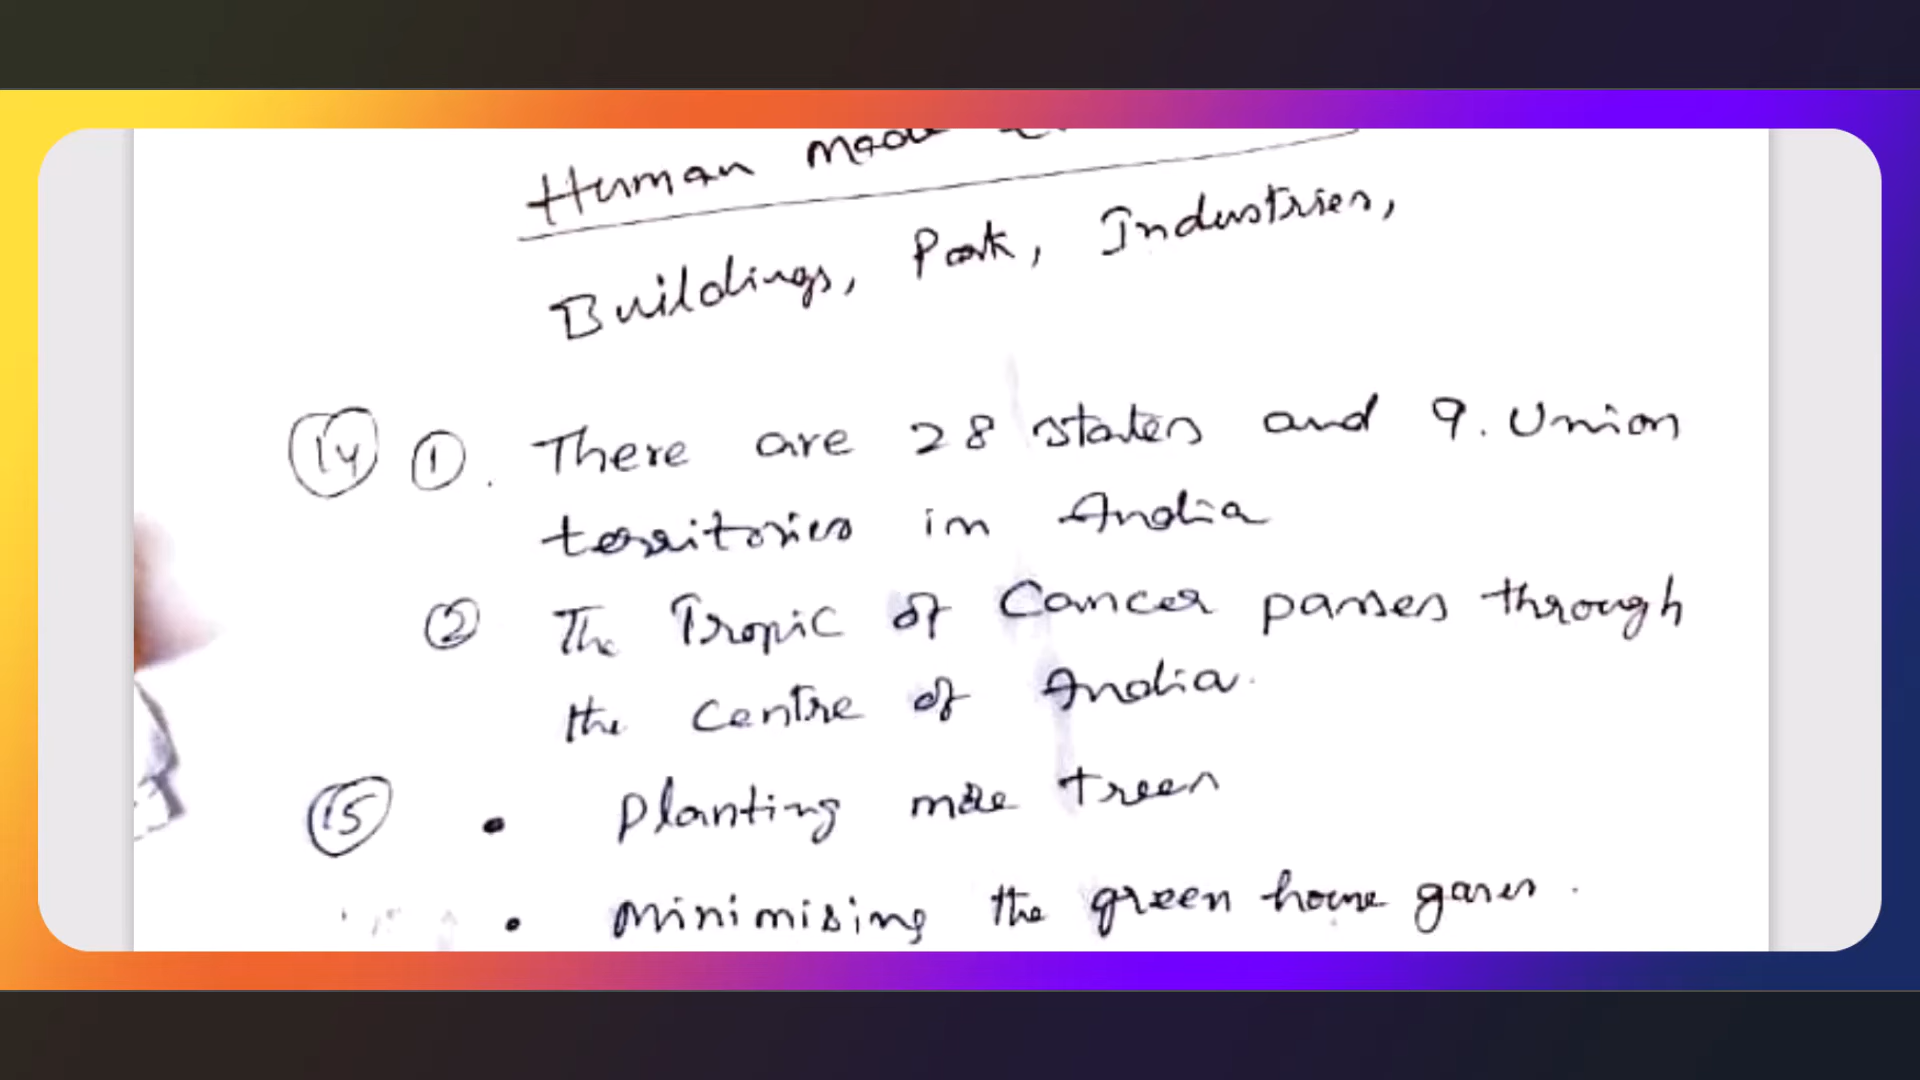 Human made
Buildings, Park, Industries,
14 1. There are 28 states and 9. Union
territories in India
2 The Tropic of Cancer passes through
the centre of India.
15 • Planting more trees
• Minimising the green house gases.